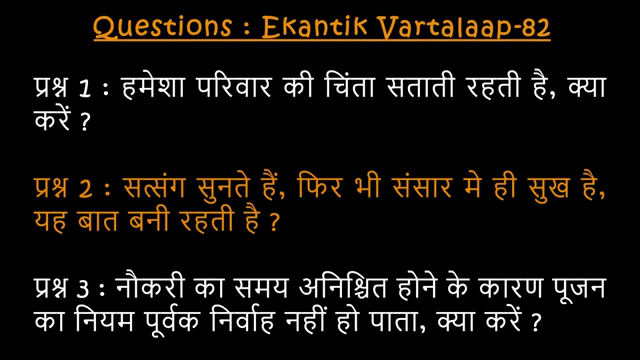 Questions : Ekantik Vartalaap-82
प्रश्न 1 : हमेशा परिवार की चिंता सताती रहती है, क्या
करें ?
प्रश्न 2 : सत्संग सुनते हैं, फिर भी संसार मे ही सुख है,
यह बात बनी रहती है ?
प्रश्न 3 : नौकरी का समय अनिश्चित होने के कारण पूजन
का नियम पूर्वक निर्वाह नहीं हो पाता, क्या करें ?